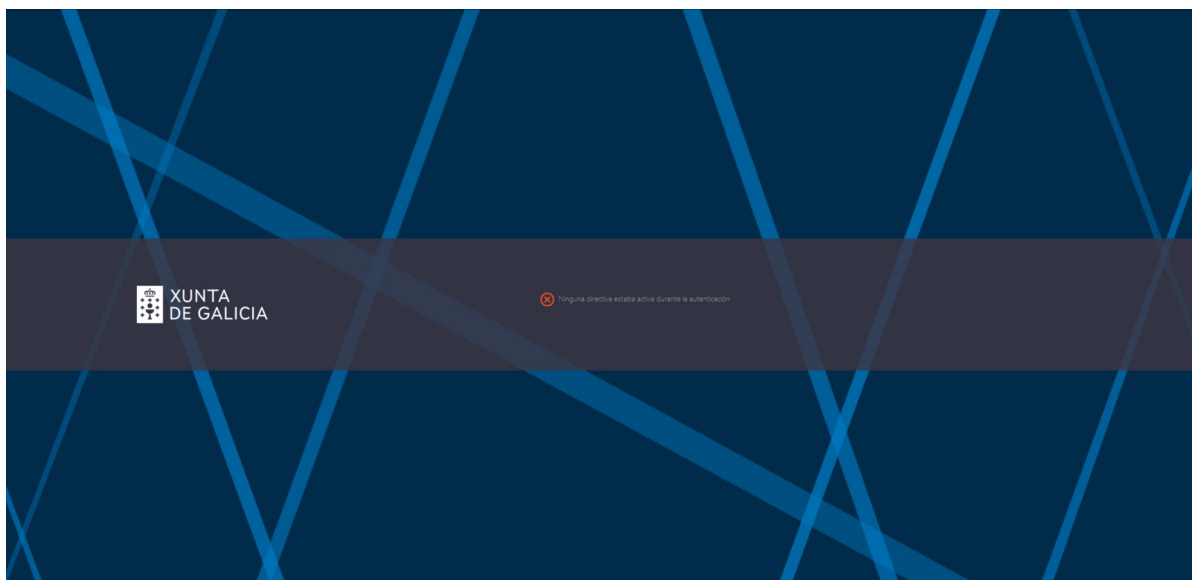 XUNTA
DE GALICIA
Ninguna directiva estaba activa durante la autenticación